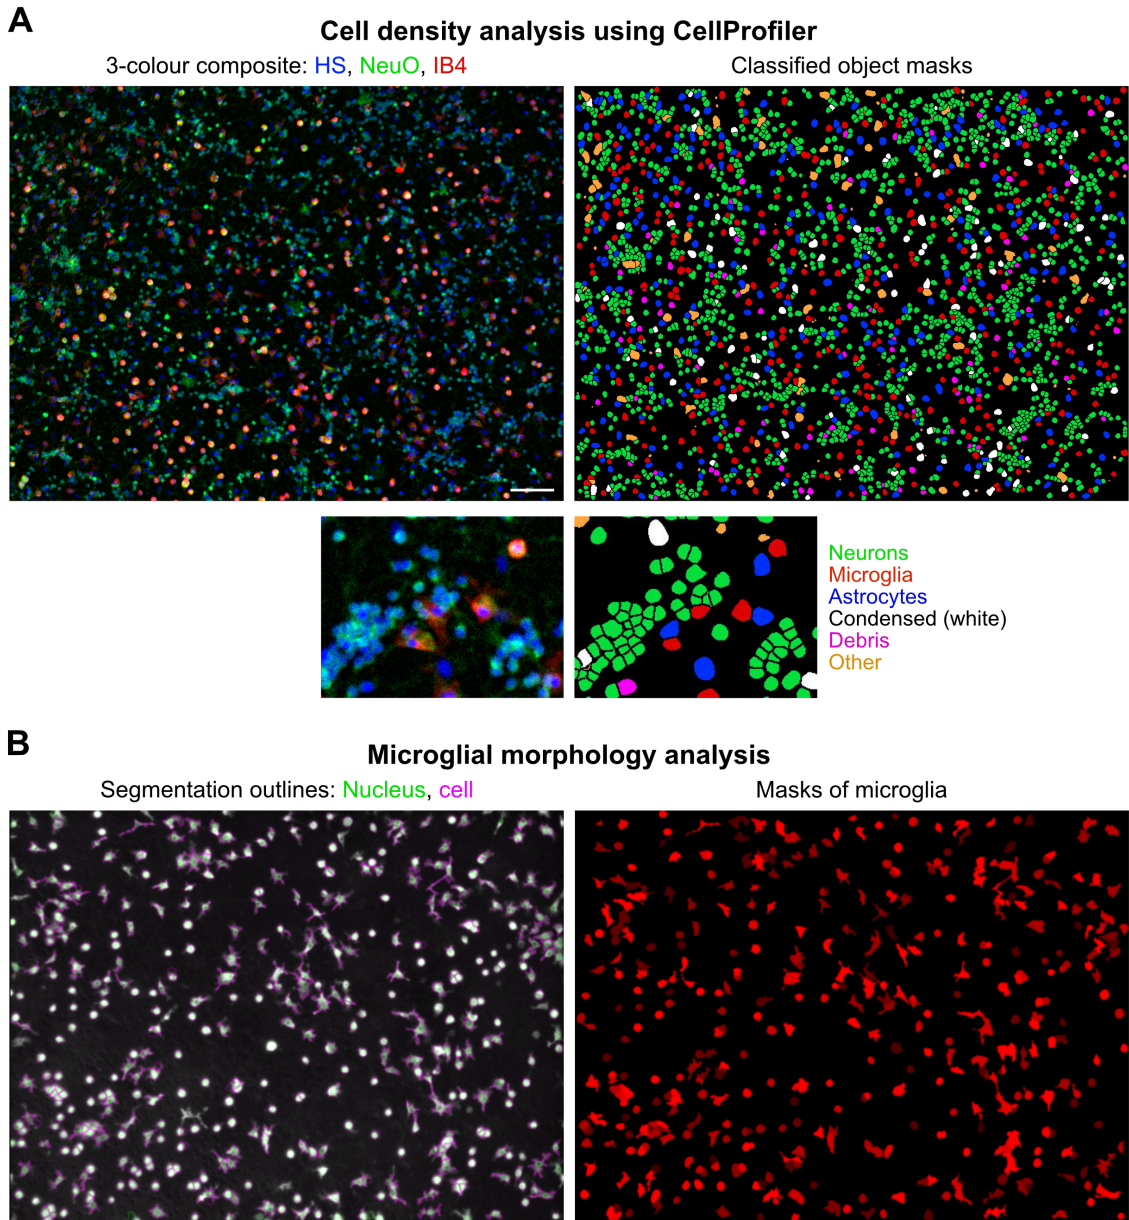 A
Cell density analysis using CellProfiler
3-colour composite: HS, NeuO, IB4
Classified object masks
Neurons
Microglia
Astrocytes
Condensed (white)
Debris
Other
B
Microglial morphology analysis
Segmentation outlines: Nucleus, cell
Masks of microglia